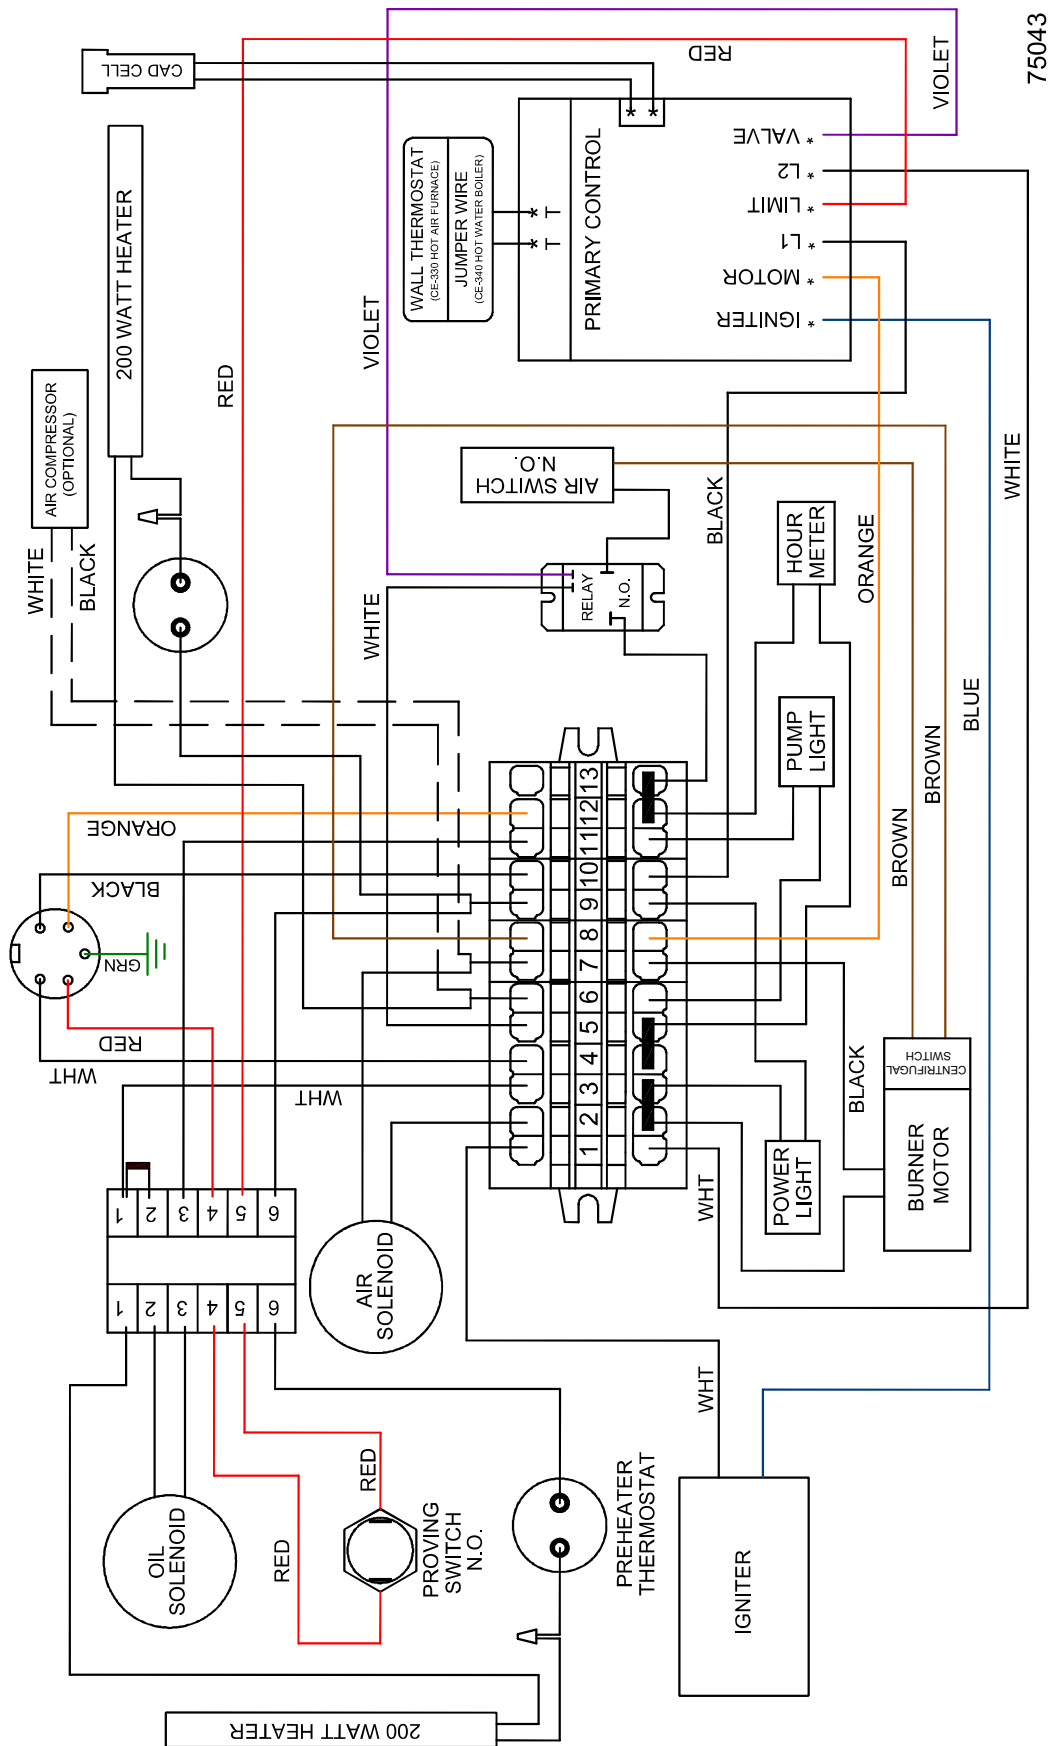 75043
VIOLET
RED
CAD CELL
VALVE
L2
LIMIT
L1
MOTOR
IGNITER
* * * * * *
* *
* *
T T
PRIMARY CONTROL
WALL THERMOSTAT
(CE-330 HOT AIR FURNACE)
JUMPER WIRE
(CE-340 HOT WATER BOILER)
200 WATT HEATER
VIOLET
RED
AIR COMPRESSOR
(OPTIONAL)
WHITE
BLACK
AIR SWITCH
N.O.
WHITE
BLACK
HOUR
METER
ORANGE
WHITE
RELAY
N.O.
PUMP
LIGHT
BLUE
BROWN
BROWN
ORANGE
BLACK
GRN
RED
WHT
WHT
13
12
11
10
9
8
7
6
5
4
3
2
1
CENTRIFUGAL
SWITCH
BURNER
MOTOR
BLACK
POWER
LIGHT
WHT
1 2 3 4 5 6
1 2 3 4 5 6
AIR
SOLENOID
OIL
SOLENOID
RED
RED
PROVING
SWITCH
N.O.
PREHEATER
THERMOSTAT
WHT
IGNITER
200 WATT HEATER